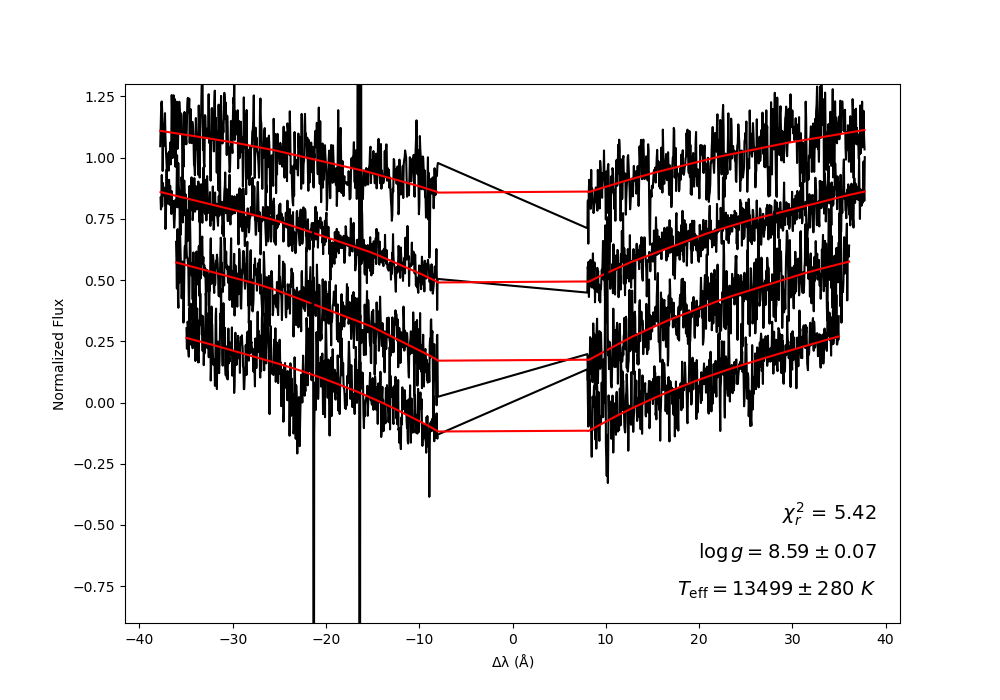 1.25
1.00
0.75
0.50
0.25
0.00
−0.25
−0.50
−0.75
Normalized Flux
χ²ᵣ = 5.42
log g = 8.59 ± 0.07
T_eff = 13499 ± 280 K
−40 −30 −20 −10 0 10 20 30 40
Δλ (Å)